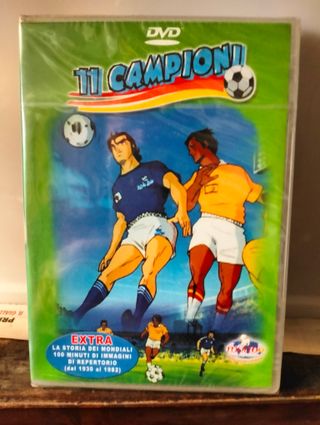 DVD
11 CAMPIONI
EXTRA
LA STORIA DEI MONDIALI
100 MINUTI DI IMMAGINI
DI REPERTORIO
(dal 1930 al 1982)